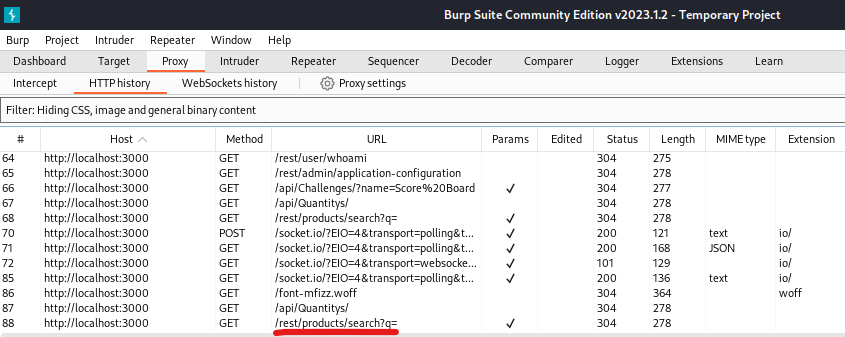 Burp Suite Community Edition v2023.1.2 - Temporary Project
Burp Project Intruder Repeater Window Help
Dashboard Target Proxy Intruder Repeater Sequencer Decoder Comparer Logger Extensions Learn
Intercept HTTP history WebSockets history Proxy settings
Filter: Hiding CSS, image and general binary content
# Host Method URL Params Edited Status Length MIME type Extension
64 http://localhost:3000 GET /rest/user/whoami 304 275
65 http://localhost:3000 GET /rest/admin/application-configuration 304 278
66 http://localhost:3000 GET /api/Challenges/?name=Score%20Board ✓ 304 277
67 http://localhost:3000 GET /api/Quantitys/ 304 278
68 http://localhost:3000 GET /rest/products/search?q= ✓ 304 278
70 http://localhost:3000 POST /socket.io/?EIO=4&transport=polling&t... ✓ 200 121 text io/
71 http://localhost:3000 GET /socket.io/?EIO=4&transport=polling&t... ✓ 200 168 JSON io/
72 http://localhost:3000 GET /socket.io/?EIO=4&transport=websocke... ✓ 101 129 io/
85 http://localhost:3000 GET /socket.io/?EIO=4&transport=polling&t... ✓ 200 136 text io/
86 http://localhost:3000 GET /font-mfizz.woff 304 364 woff
87 http://localhost:3000 GET /api/Quantitys/ 304 278
88 http://localhost:3000 GET /rest/products/search?q= ✓ 304 278